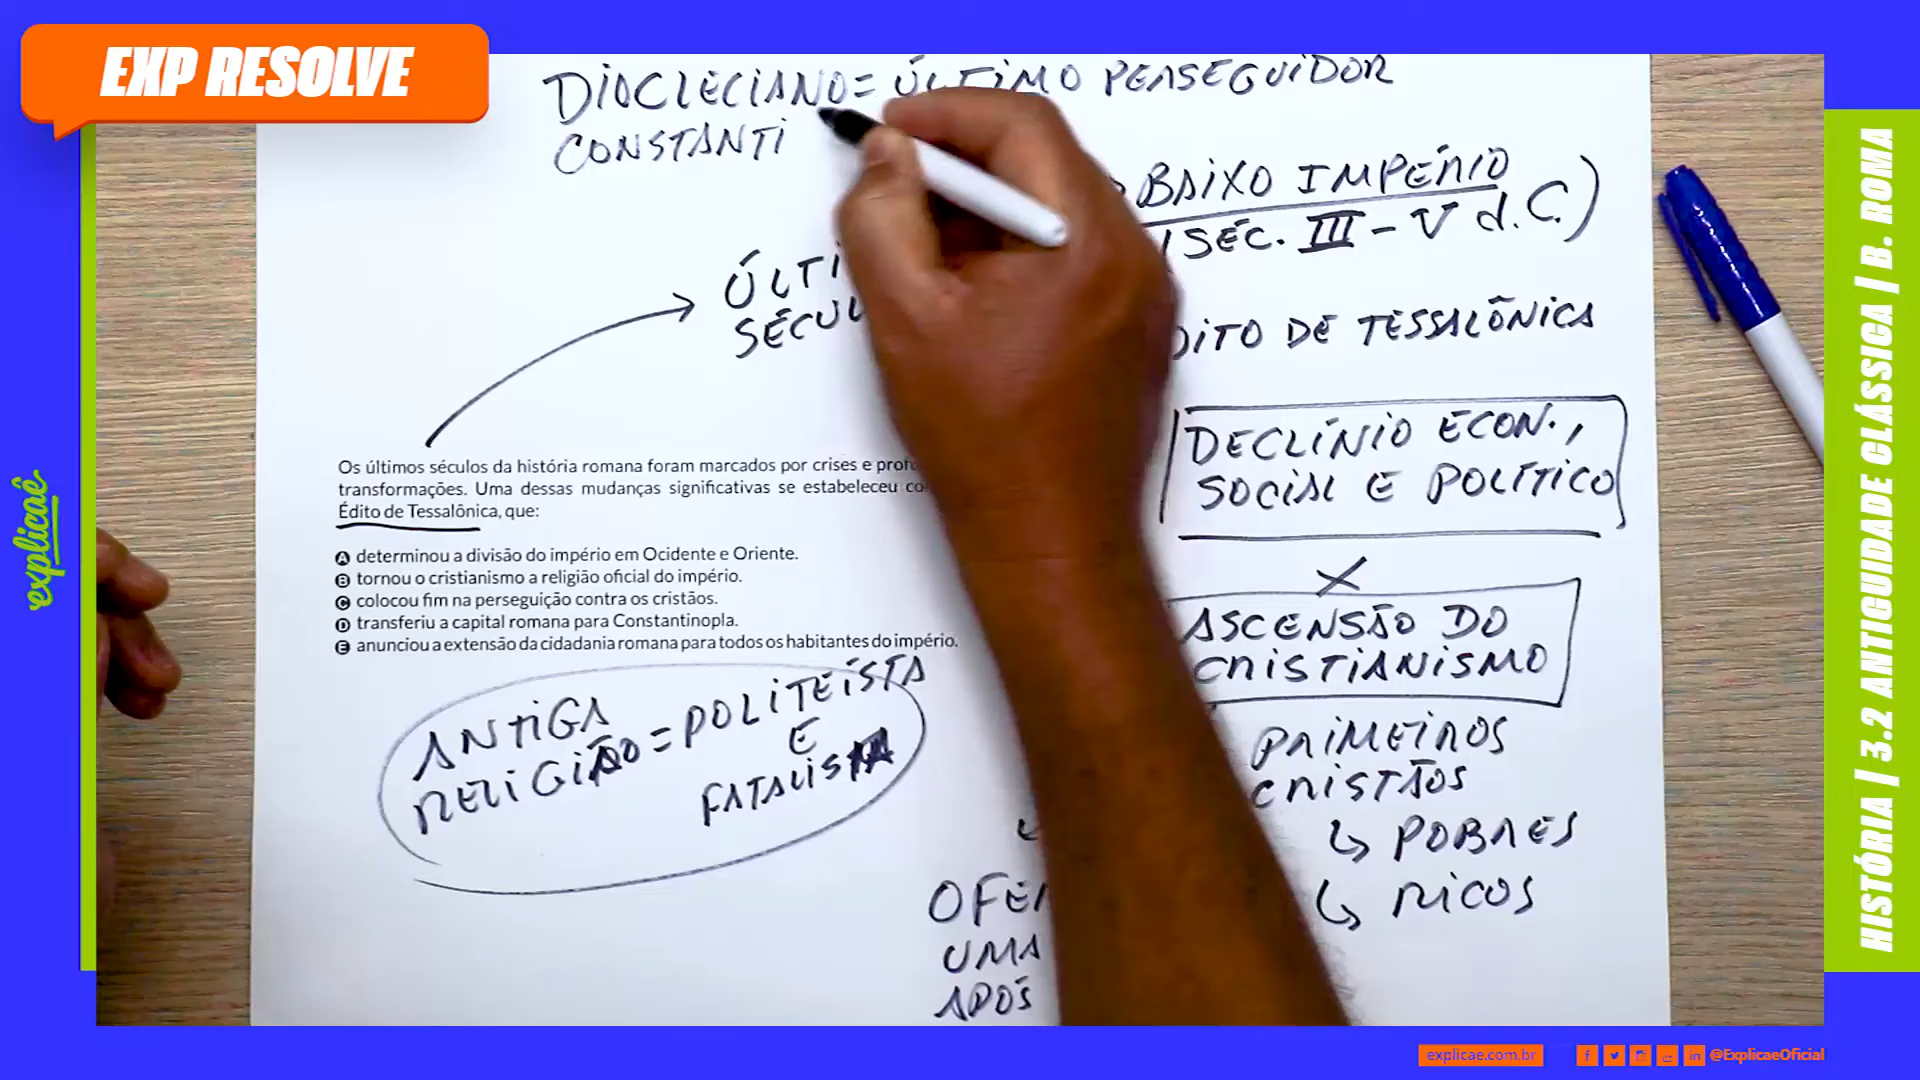 EXP RESOLVE
DIOCLECIANO = ÚLTIMO PERSEGUIDOR
CONSTANTI
BAIXO IMPÉRIO
SÉC. III - V d.C.)
ÚLTI
SÉCUL
DITO DE TESSALÔNICA
DECLÍNIO ECON.,
SOCIAL E POLÍTICO
X
ASCENSÃO DO
CRISTIANISMO
PRIMEIROS
CRISTÃOS
↳ POBRES
↳ RICOS
Os últimos séculos da história romana foram marcados por crises e
transformações. Uma dessas mudanças significativas se estabeleceu
Édito de Tessalônica, que:
A determinou a divisão do império em Ocidente e Oriente.
B tornou o cristianismo a religião oficial do império.
C colocou fim na perseguição contra os cristãos.
D transferiu a capital romana para Constantinopla.
E anunciou a extensão da cidadania romana para todos os habitantes do império.
ANTIGA
RELIGIÃO = POLITEÍSTA
E
FATALISTA
OFE
UMA
APÓS
explicaê
HISTÓRIA | 3.2 ANTIGUIDADE CLÁSSICA | B. ROMA
explicae.com.br
@ExplicaeOficial